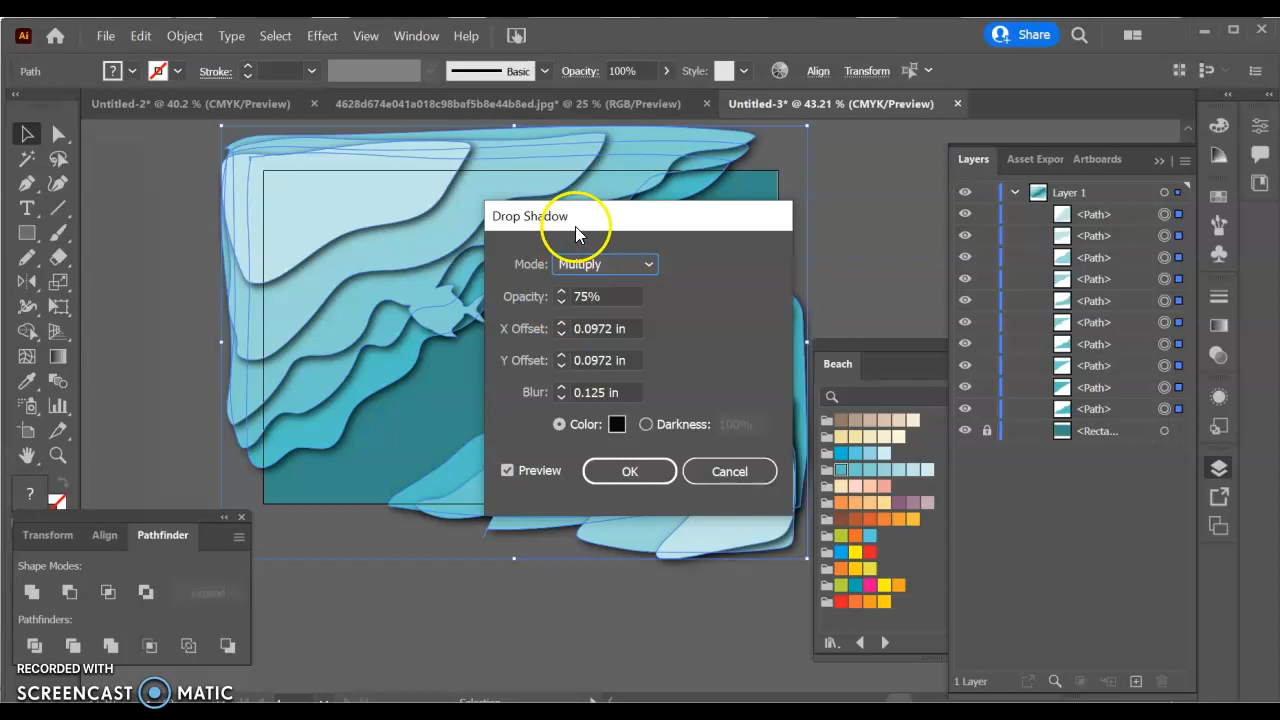 Ai File Edit Object Type Select Effect View Window Help Share
Path ? Stroke: Basic Opacity: 100% Style: Align Transform
Untitled-2* @ 40.2 % (CMYK/Preview) × 4628d674e041a018c98baf5b8e44b8ed.jpg* @ 25 % (RGB/Preview) × Untitled-3* @ 43.21 % (CMYK/Preview) ×
Layers Asset Expor Artboards
Layer 1
<Path>
<Path>
<Path>
<Path>
<Path>
<Path>
<Path>
<Path>
<Path>
<Path>
<Recta...
1 Layer
Drop Shadow
Mode: Multiply
Opacity: 75%
X Offset: 0.0972 in
Y Offset: 0.0972 in
Blur: 0.125 in
Color: Darkness: 100%
Preview OK Cancel
Beach
?
Transform Align Pathfinder
Shape Modes:
Expand
Pathfinders:
Selection
RECORDED WITH
SCREENCAST MATIC